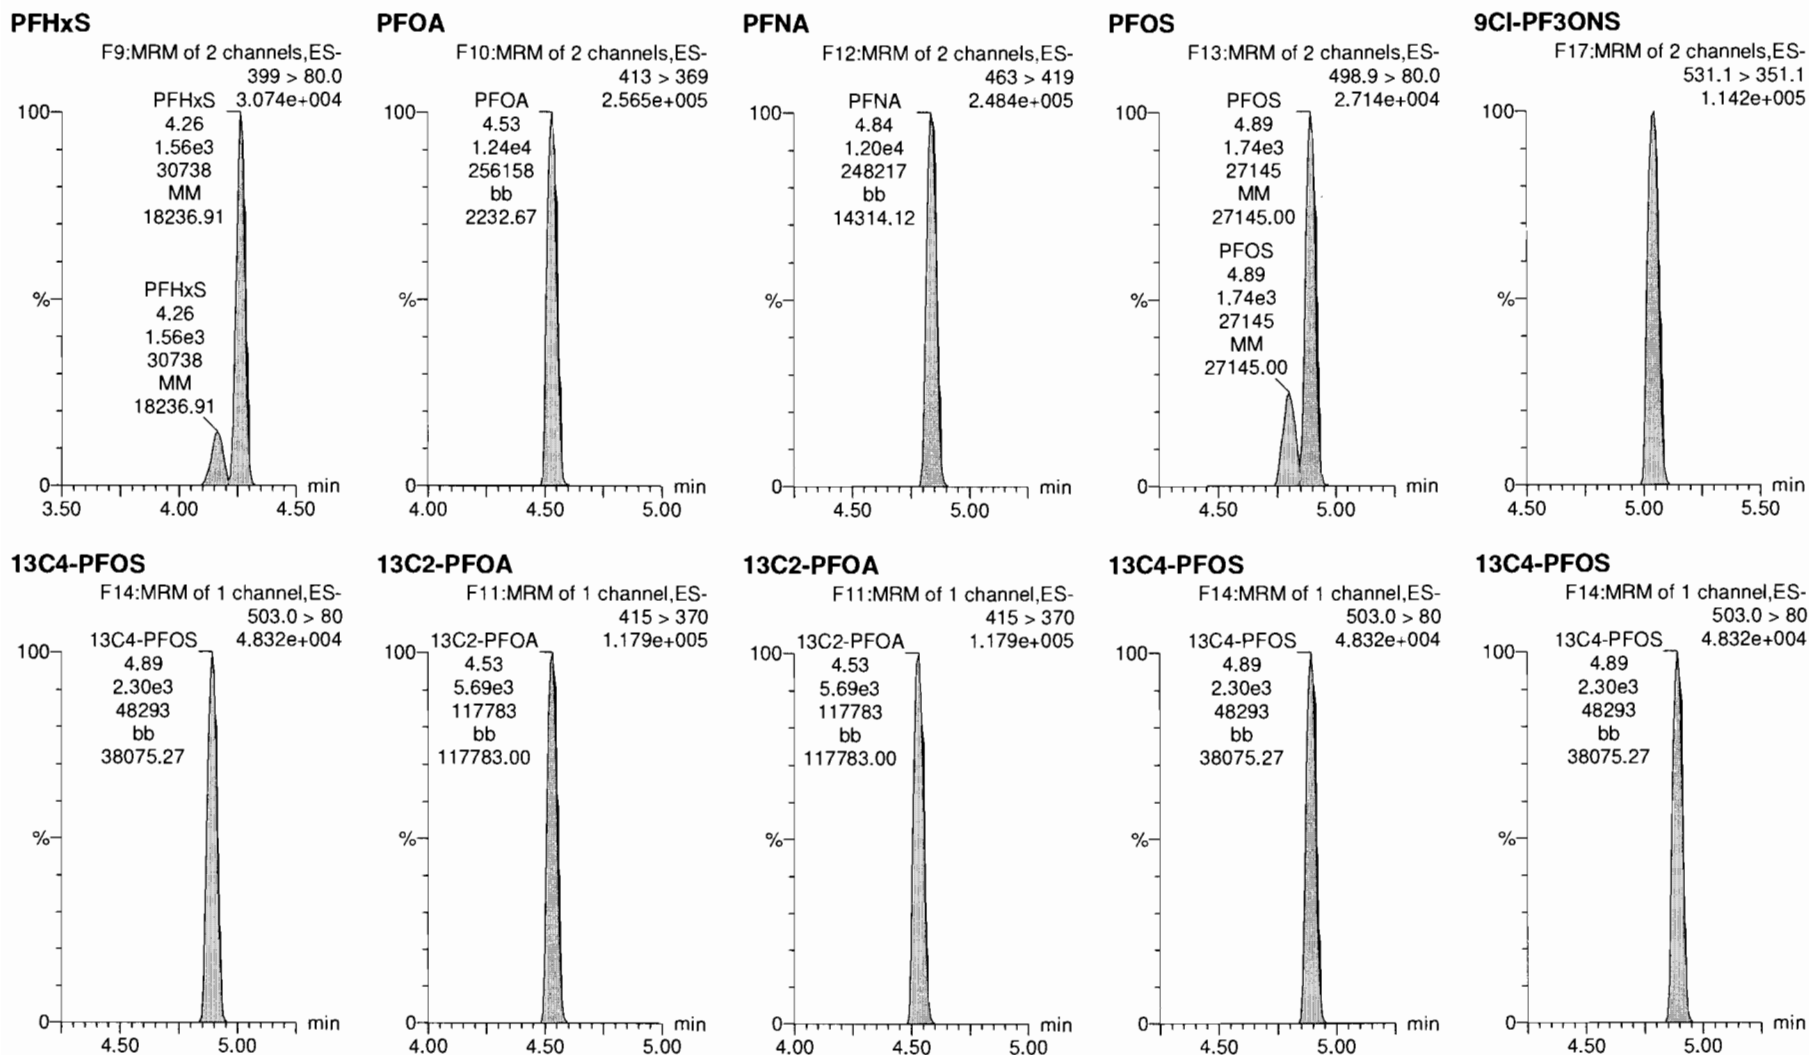 PFHxS
F9:MRM of 2 channels,ES-
399 > 80.0
3.074e+004
PFHxS
4.26
1.56e3
30738
MM
18236.91
PFHxS
4.26
1.56e3
30738
MM
18236.91
100
%
0
min
3.50 4.00 4.50
PFOA
F10:MRM of 2 channels,ES-
413 > 369
2.565e+005
PFOA
4.53
1.24e4
256158
bb
2232.67
100
%
0
min
4.00 4.50 5.00
PFNA
F12:MRM of 2 channels,ES-
463 > 419
2.484e+005
PFNA
4.84
1.20e4
248217
bb
14314.12
100
%
0
min
4.50 5.00
PFOS
F13:MRM of 2 channels,ES-
498.9 > 80.0
2.714e+004
PFOS
4.89
1.74e3
27145
MM
27145.00
PFOS
4.89
1.74e3
27145
MM
27145.00
100
%
0
min
4.50 5.00
9Cl-PF3ONS
F17:MRM of 2 channels,ES-
531.1 > 351.1
1.142e+005
100
%
0
min
4.50 5.00 5.50
13C4-PFOS
F14:MRM of 1 channel,ES-
503.0 > 80
4.832e+004
13C4-PFOS
4.89
2.30e3
48293
bb
38075.27
100
%
0
min
4.50 5.00
13C2-PFOA
F11:MRM of 1 channel,ES-
415 > 370
1.179e+005
13C2-PFOA
4.53
5.69e3
117783
bb
117783.00
100
%
0
min
4.00 4.50 5.00
13C2-PFOA
F11:MRM of 1 channel,ES-
415 > 370
1.179e+005
13C2-PFOA
4.53
5.69e3
117783
bb
117783.00
100
%
0
min
4.00 4.50 5.00
13C4-PFOS
F14:MRM of 1 channel,ES-
503.0 > 80
4.832e+004
13C4-PFOS
4.89
2.30e3
48293
bb
38075.27
100
%
0
min
4.50 5.00
13C4-PFOS
F14:MRM of 1 channel,ES-
503.0 > 80
4.832e+004
13C4-PFOS
4.89
2.30e3
48293
bb
38075.27
100
%
0
min
4.50 5.00